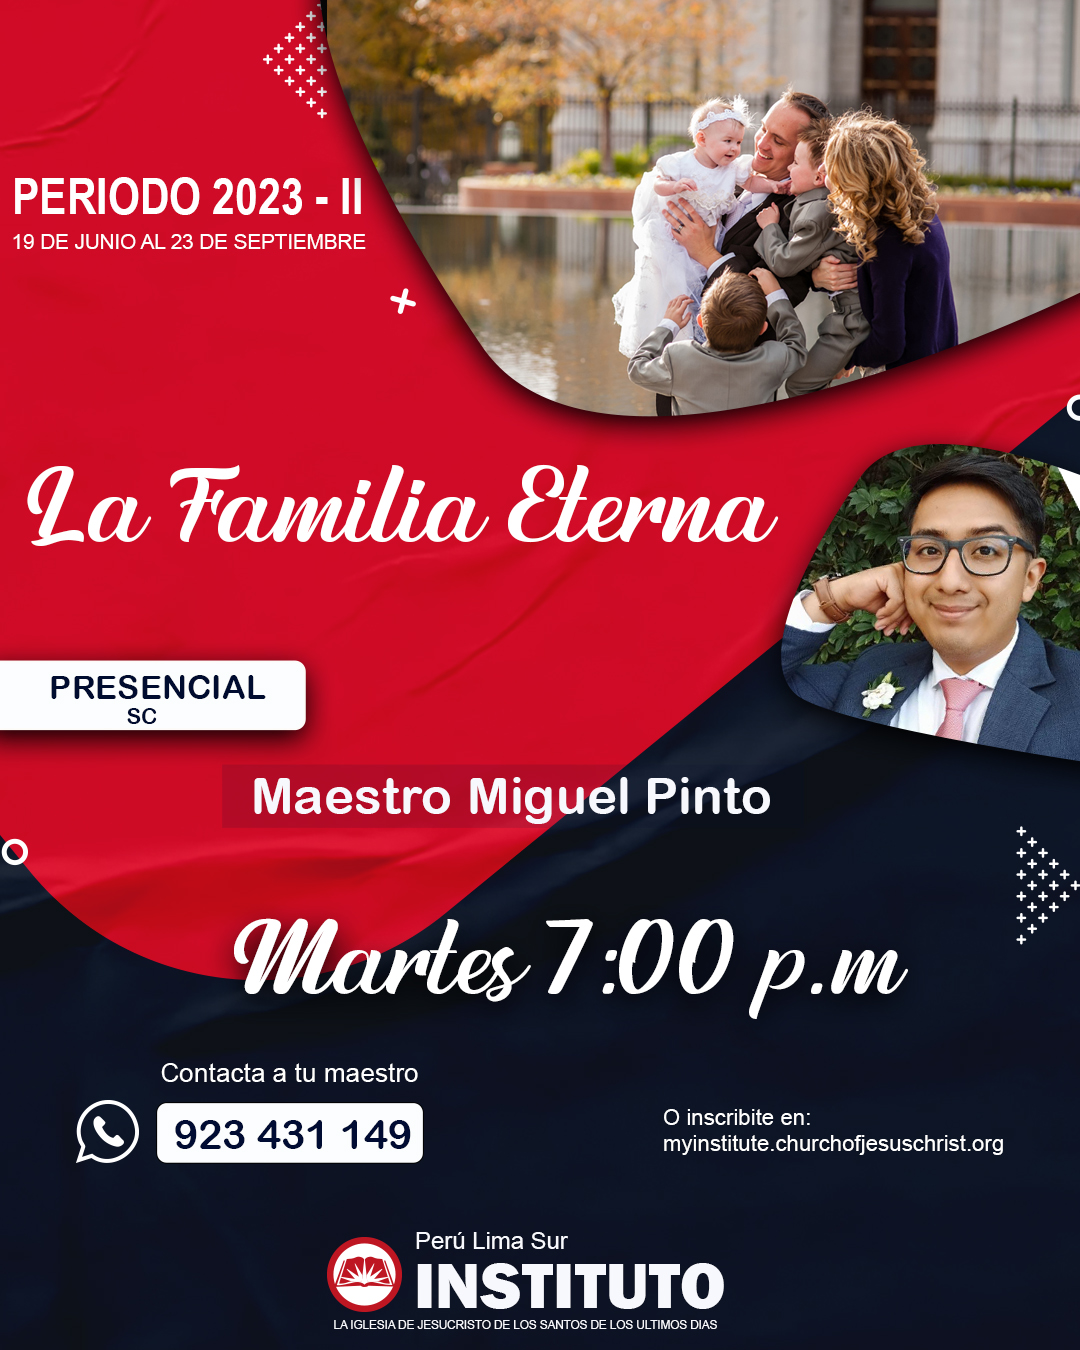 PERIODO 2023 - II
19 DE JUNIO AL 23 DE SEPTIEMBRE
La Familia Eterna
PRESENCIAL
SC
Maestro Miguel Pinto
Martes 7:00 p.m
Contacta a tu maestro
923 431 149
O inscribite en:
myinstitute.churchofjesuschrist.org
Perú Lima Sur
INSTITUTO
LA IGLESIA DE JESUCRISTO DE LOS SANTOS DE LOS ULTIMOS DIAS